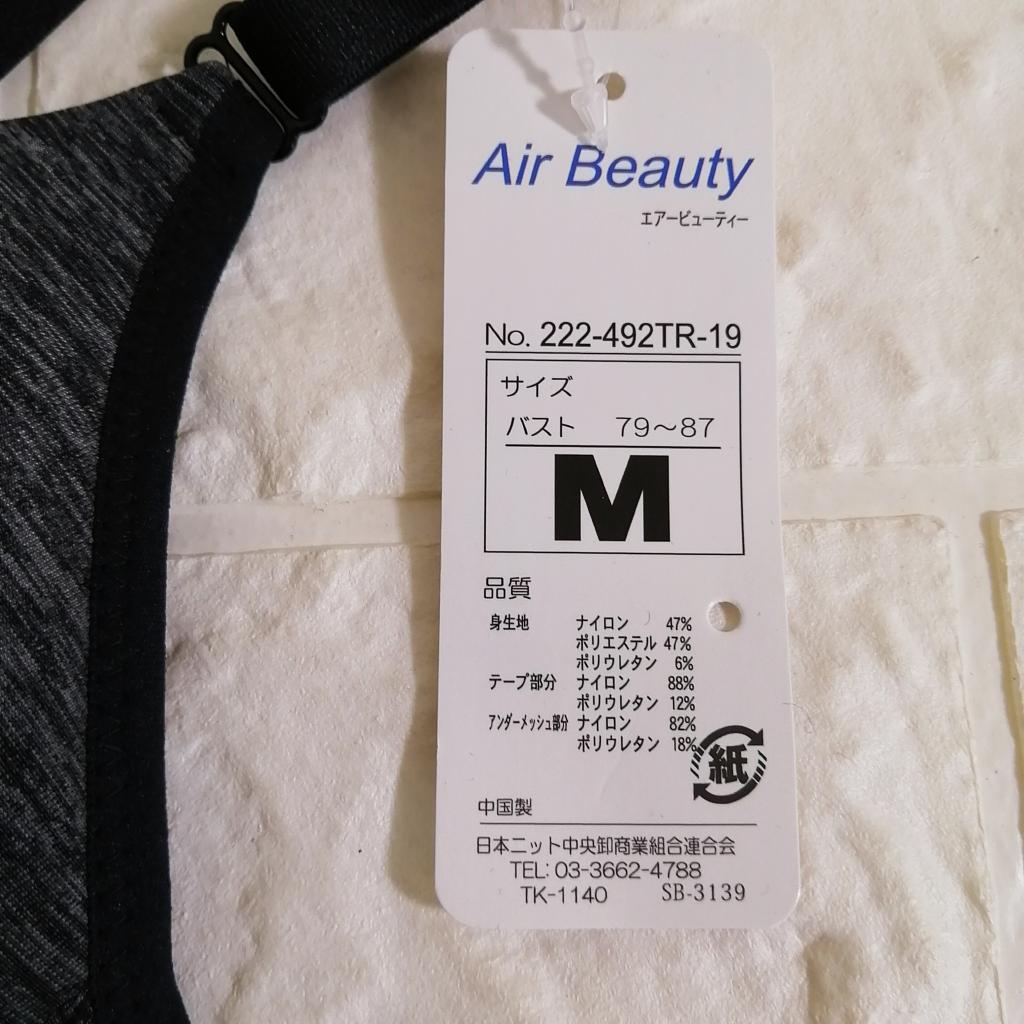 Air Beauty
エアービューティー
No. 222-492TR-19
サイズ
バスト 79～87
M
品質
身生地 ナイロン 47%
ポリエステル 47%
ポリウレタン 6%
テープ部分 ナイロン 88%
ポリウレタン 12%
アンダーメッシュ部分 ナイロン 82%
ポリウレタン 18%
紙
中国製
日本ニット中央卸商業組合連合会
TEL: 03-3662-4788
TK-1140 SB-3139